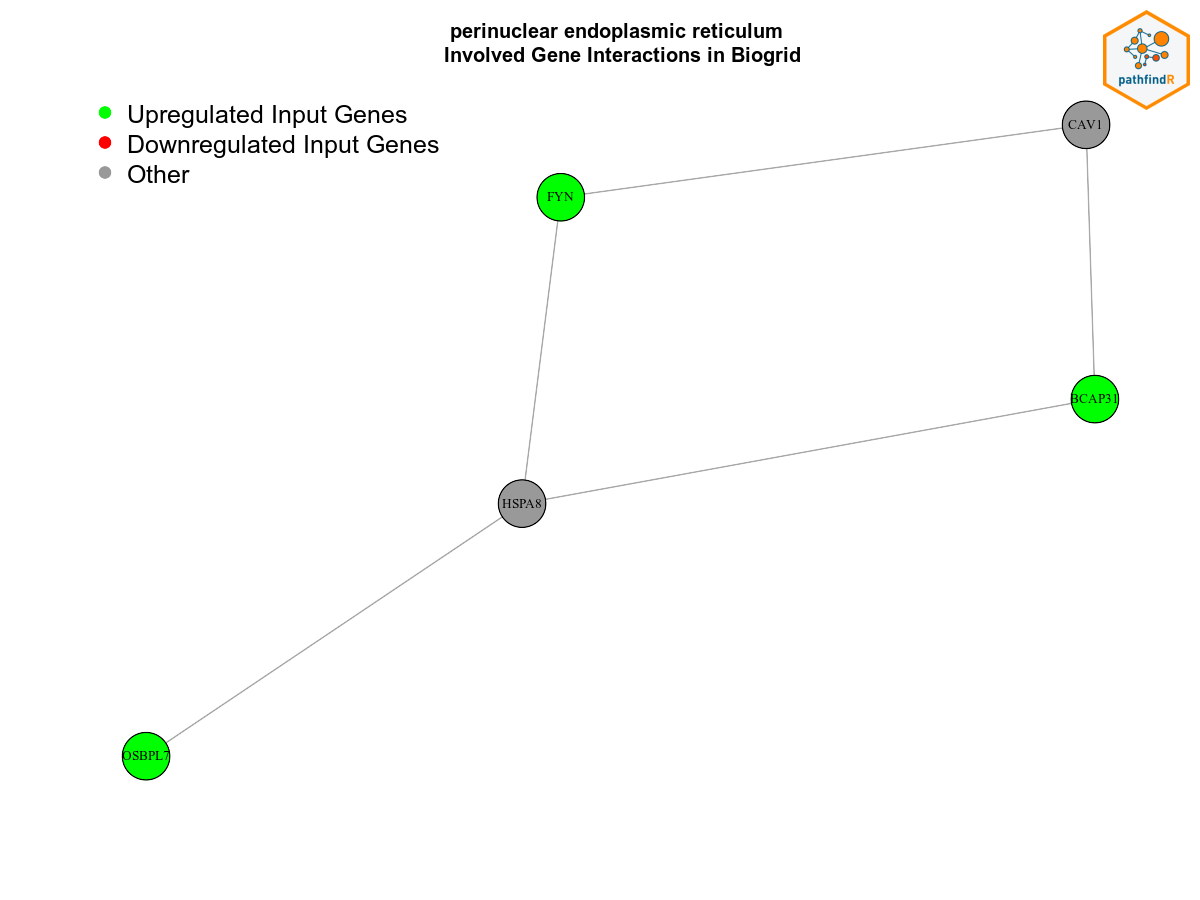 perinuclear endoplasmic reticulum
Involved Gene Interactions in Biogrid
pathfindR
Upregulated Input Genes
Downregulated Input Genes
Other
CAV1
FYN
BCAP31
HSPA8
OSBPL7